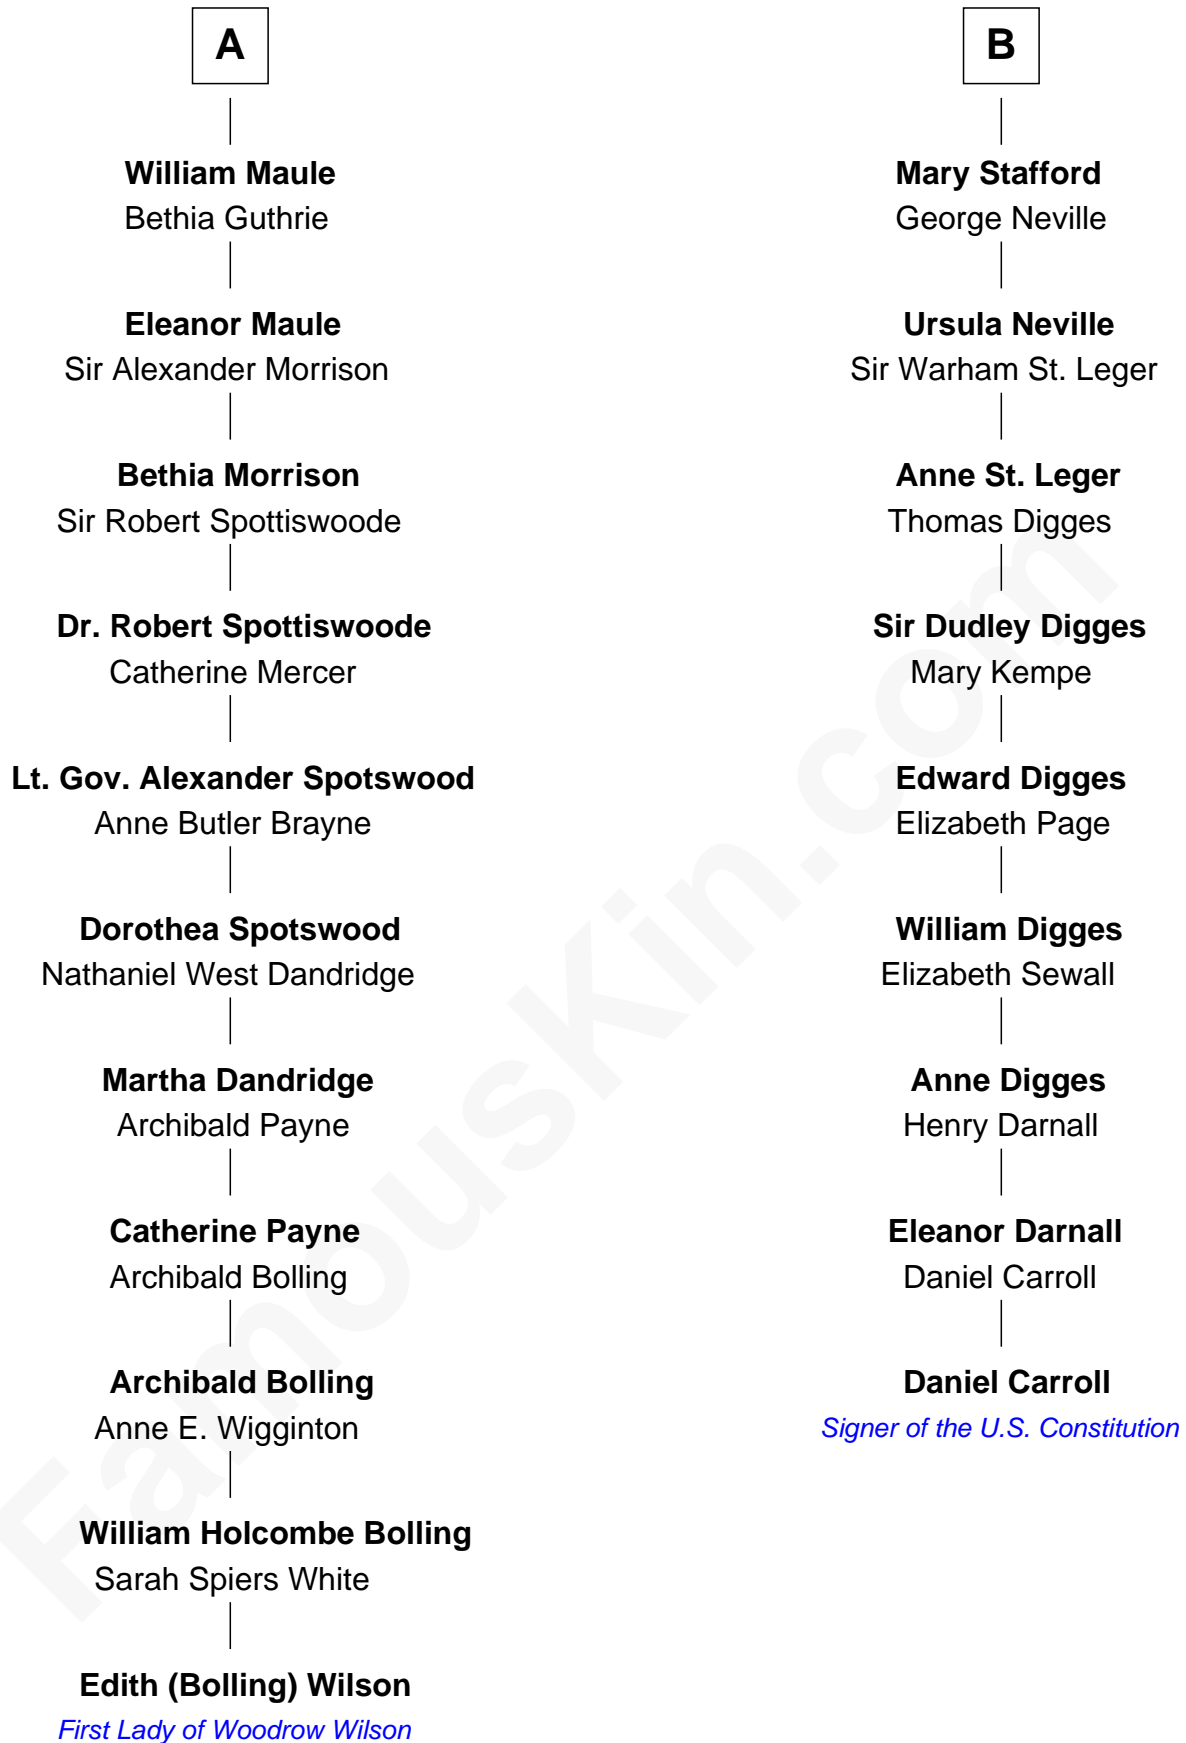 A
William Maule
Bethia Guthrie
Eleanor Maule
Sir Alexander Morrison
Bethia Morrison
Sir Robert Spottiswoode
Dr. Robert Spottiswoode
Catherine Mercer
Lt. Gov. Alexander Spotswood
Anne Butler Brayne
Dorothea Spotswood
Nathaniel West Dandridge
Martha Dandridge
Archibald Payne
Catherine Payne
Archibald Bolling
Archibald Bolling
Anne E. Wigginton
William Holcombe Bolling
Sarah Spiers White
Edith (Bolling) Wilson
First Lady of Woodrow Wilson
B
Mary Stafford
George Neville
Ursula Neville
Sir Warham St. Leger
Anne St. Leger
Thomas Digges
Sir Dudley Digges
Mary Kempe
Edward Digges
Elizabeth Page
William Digges
Elizabeth Sewall
Anne Digges
Henry Darnall
Eleanor Darnall
Daniel Carroll
Daniel Carroll
Signer of the U.S. Constitution
FamousKin.com